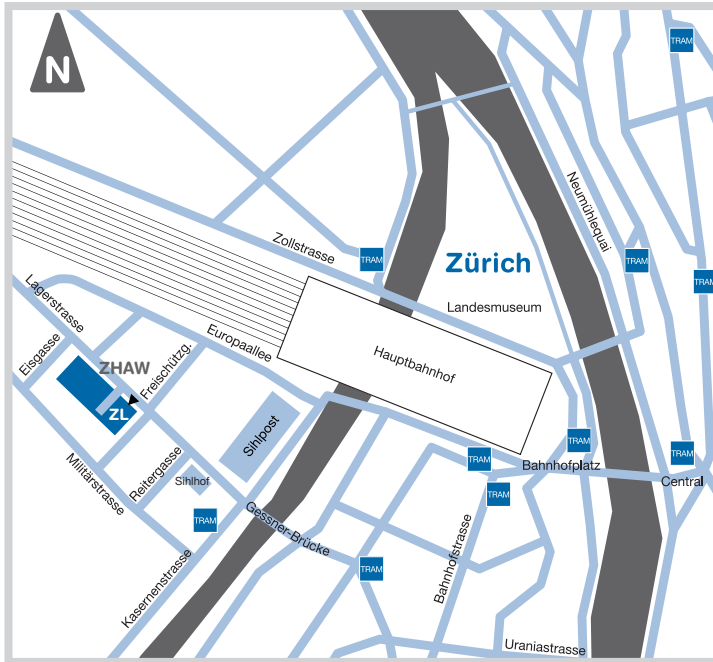 N
TRAM
Neumühlequai
Zollstrasse
TRAM
Zürich
TRAM
TRAM
Landesmuseum
Lagerstrasse
Europaallee
Hauptbahnhof
Eisgasse
ZHAW
Freischützg.
ZL
Sihlpost
TRAM
TRAM
TRAM
Bahnhofplatz
Militärstrasse
Reitergasse
Sihlhof
TRAM
Central
TRAM
Gessner-Brücke
Bahnhofstrasse
TRAM
Kasernenstrasse
Uraniastrasse